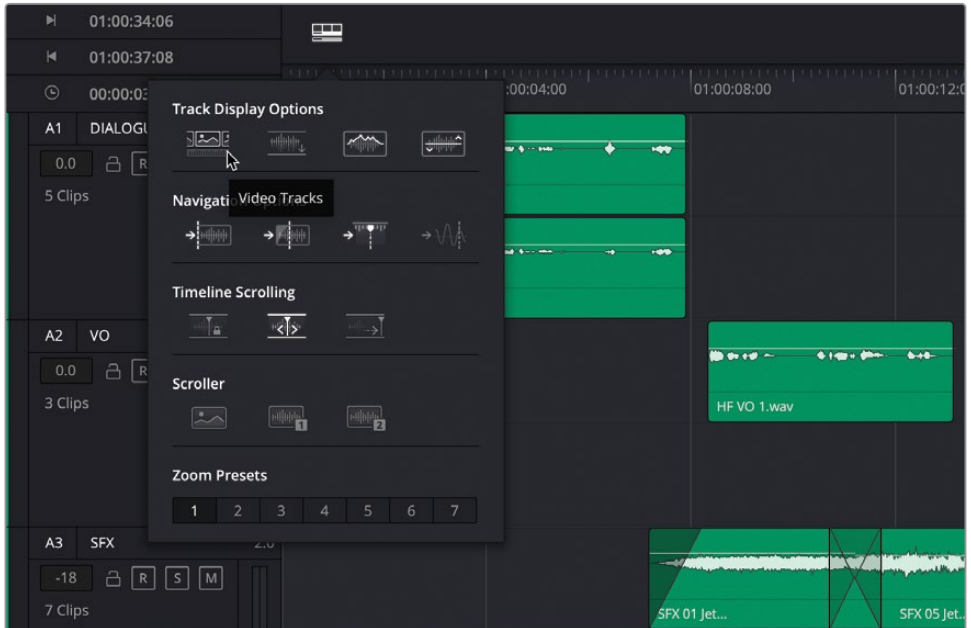 01:00:34:06
01:00:37:08
00:00:03
:00:04:00
01:00:08:00
01:00:12:0
Track Display Options
Video Tracks
Navigati
Timeline Scrolling
Scroller
1
2
Zoom Presets
1 2 3 4 5 6 7
A1 DIALOGU
0.0 R
5 Clips
A2 VO
0.0 R
3 Clips
HF VO 1.wav
A3 SFX 2.0
-18 R S M
7 Clips
SFX 01 Jet...
SFX 05 Jet..